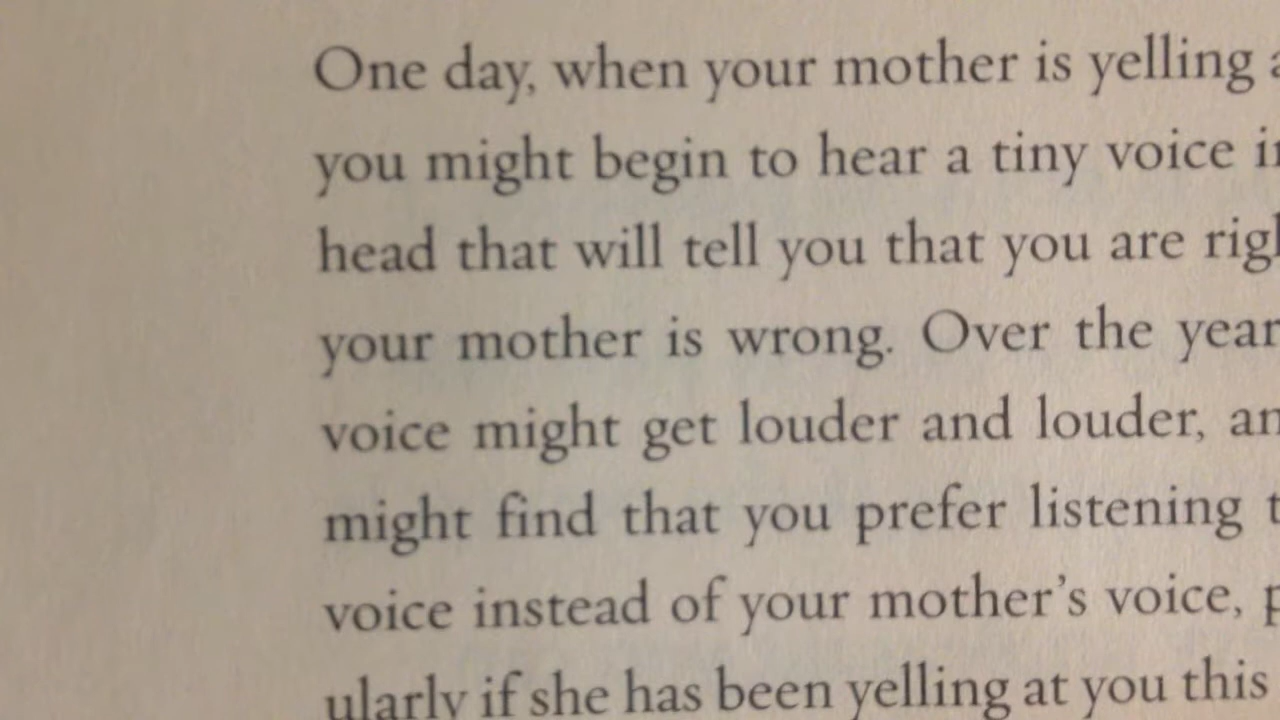 One day, when your mother is yelling
you might begin to hear a tiny voice
head that will tell you that you are
your mother is wrong. Over the
voice might get louder and louder,
might find that you prefer listening
voice instead of your mother's voice,
ularly if she has been yelling at you this